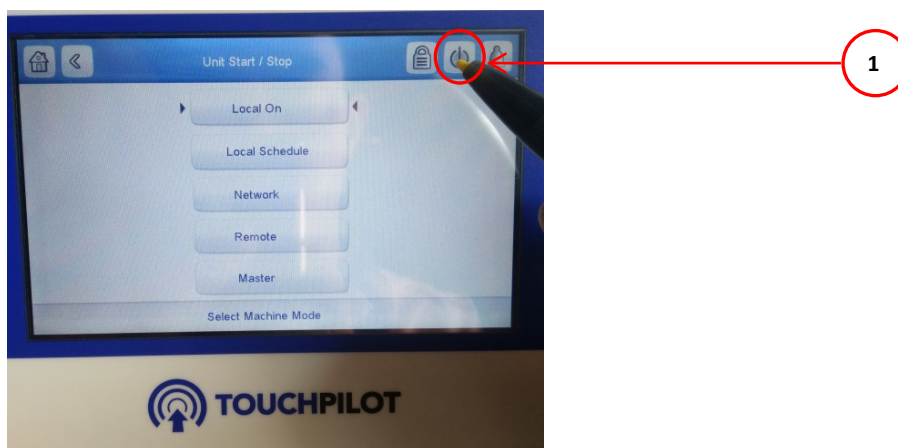 Unit Start / Stop
1
Local On
Local Schedule
Network
Remote
Master
Select Machine Mode
TOUCHPILOT